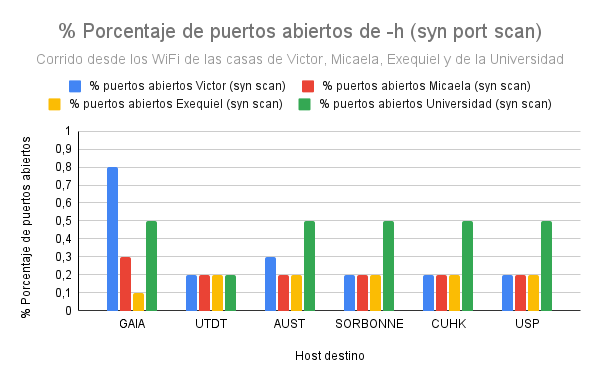 % Porcentaje de puertos abiertos de -h (syn port scan)
Corrido desde los WiFi de las casas de Victor, Micaela, Exequiel y de la Universidad
% puertos abiertos Victor (syn scan) % puertos abiertos Micaela (syn scan)
% puertos abiertos Exequiel (syn scan) % puertos abiertos Universidad (syn scan)
% Porcentaje de puertos abiertos
1
0,9
0,8
0,7
0,6
0,5
0,4
0,3
0,2
0,1
0
GAIA UTDT AUST SORBONNE CUHK USP
Host destino